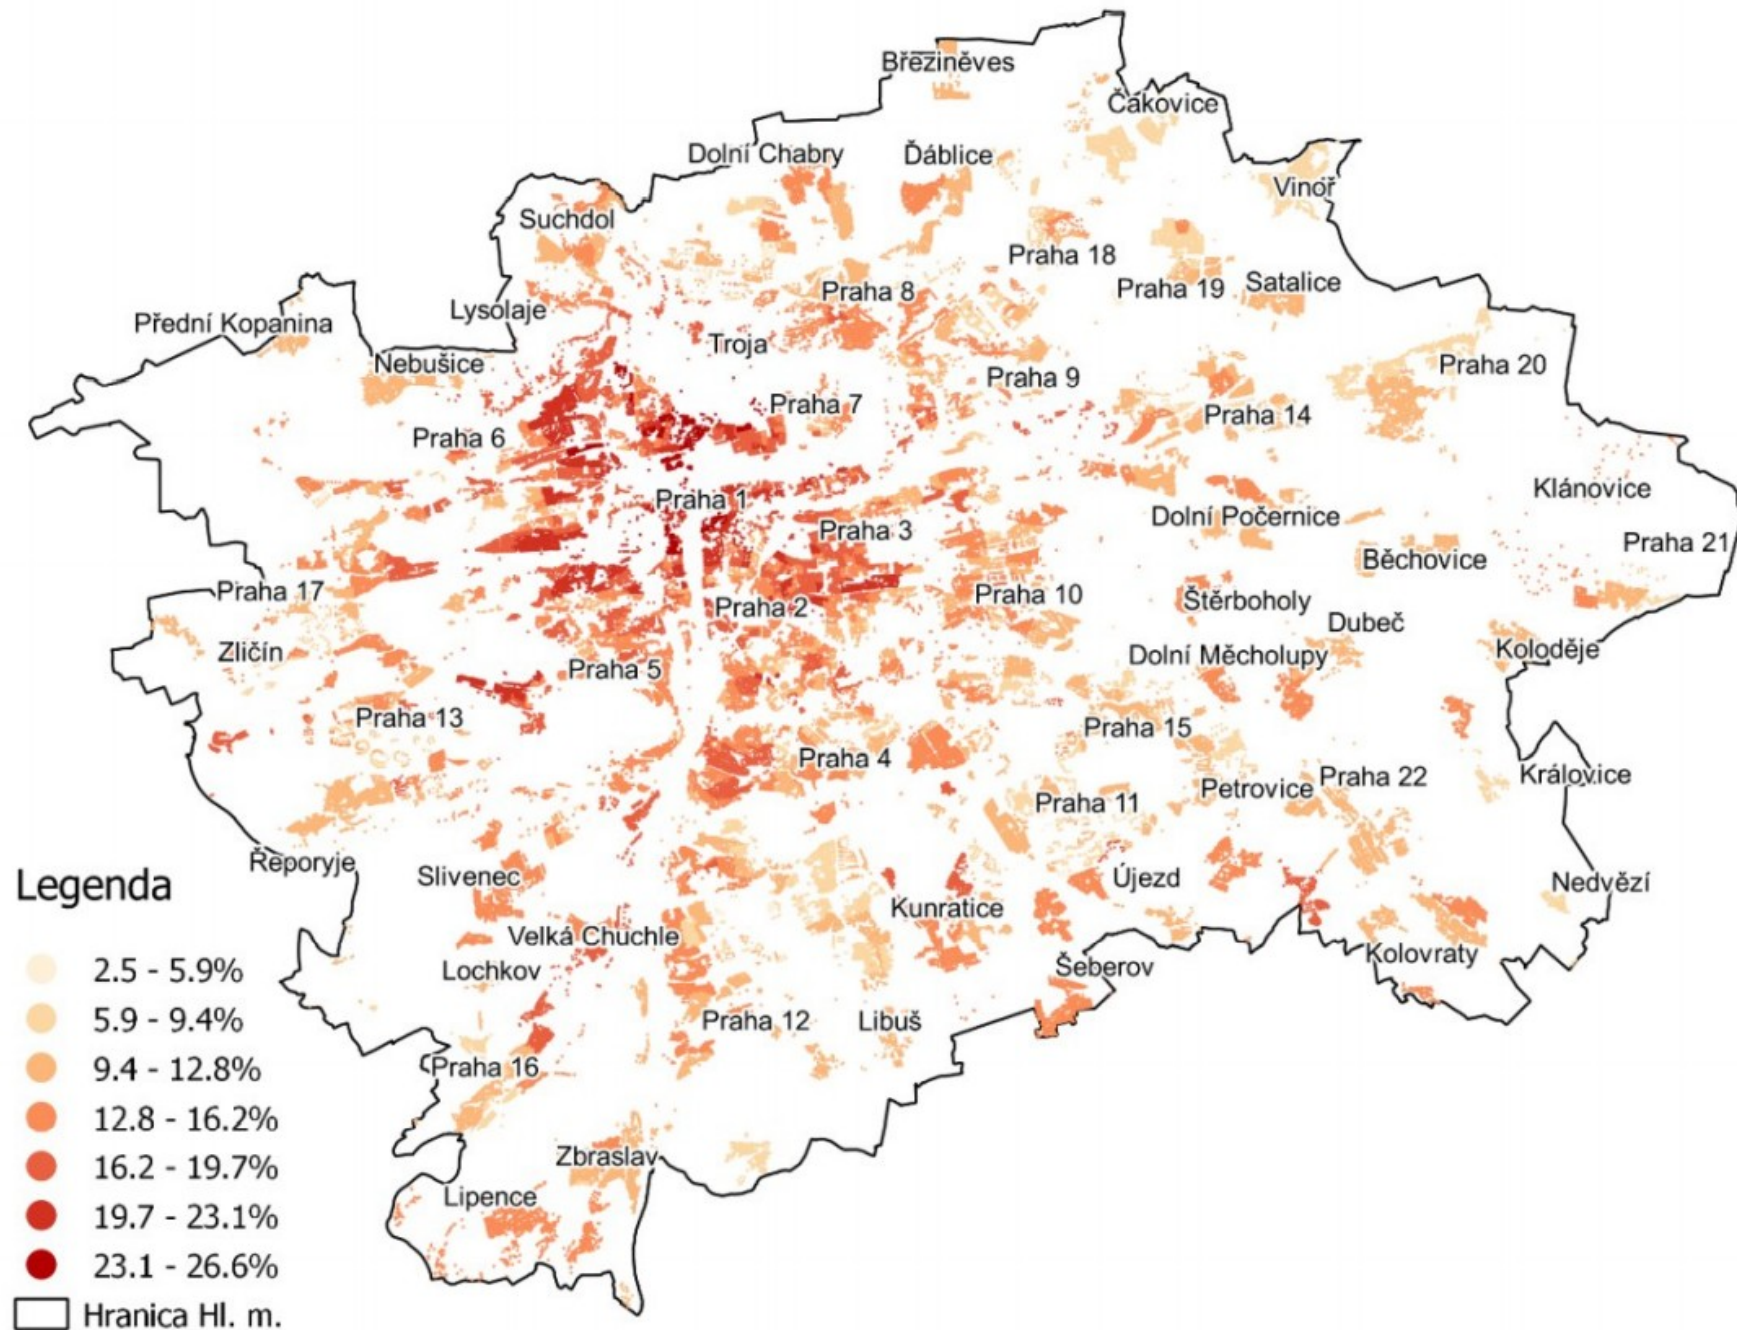 Březiněves
Čakovice
Dolní Chabry
Ďáblice
Vinoř
Suchdol
Praha 18
Praha 19
Satalice
Praha 8
Lysolaje
Přední Kopanina
Troja
Nebušice
Praha 20
Praha 9
Praha 7
Praha 14
Praha 6
Klánovice
Praha 1
Dolní Počernice
Praha 3
Praha 21
Běchovice
Praha 17
Praha 10
Štěrboholy
Praha 2
Dubeč
Zličín
Koloděje
Dolní Měcholupy
Praha 5
Praha 13
Praha 15
Praha 4
Praha 22
Královice
Petrovice
Praha 11
Řeporyje
Slivenec
Újezd
Nedvězí
Kunratice
Velká Chuchle
Kolovraty
Lochkov
Šeberov
Praha 12
Libuš
Praha 16
Zbraslav
Lipence
Legenda
2.5 - 5.9%
5.9 - 9.4%
9.4 - 12.8%
12.8 - 16.2%
16.2 - 19.7%
19.7 - 23.1%
23.1 - 26.6%
Hranica Hl. m.